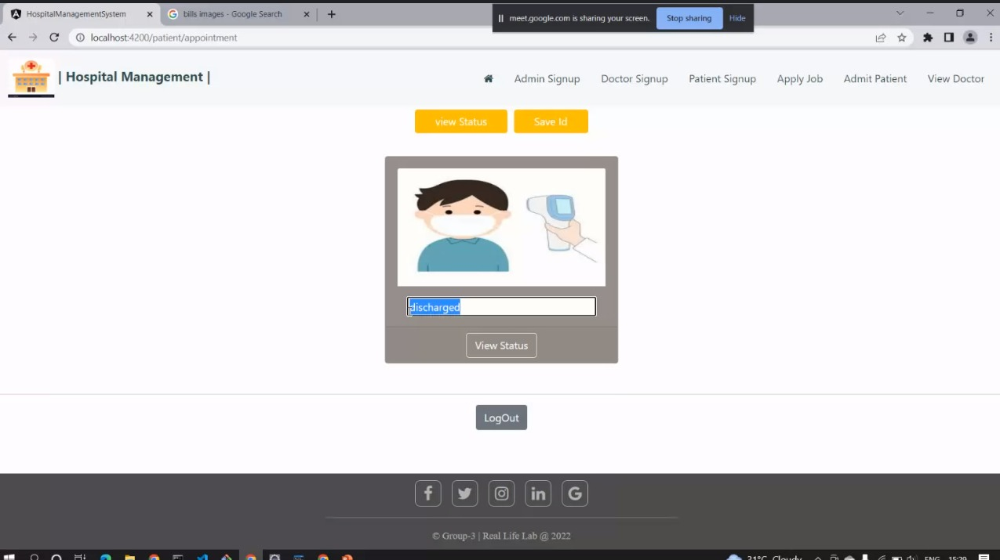 HospitalManagementSystem
bills images - Google Search
meet.google.com is sharing your screen.
Stop sharing
Hide
localhost:4200/patient/appointment
| Hospital Management |
Admin Signup
Doctor Signup
Patient Signup
Apply Job
Admit Patient
View Doctor
view Status
Save Id
discharged
View Status
LogOut
© Group-3 | Real Life Lab @ 2022
31°C Cloudy
ENG
15:29